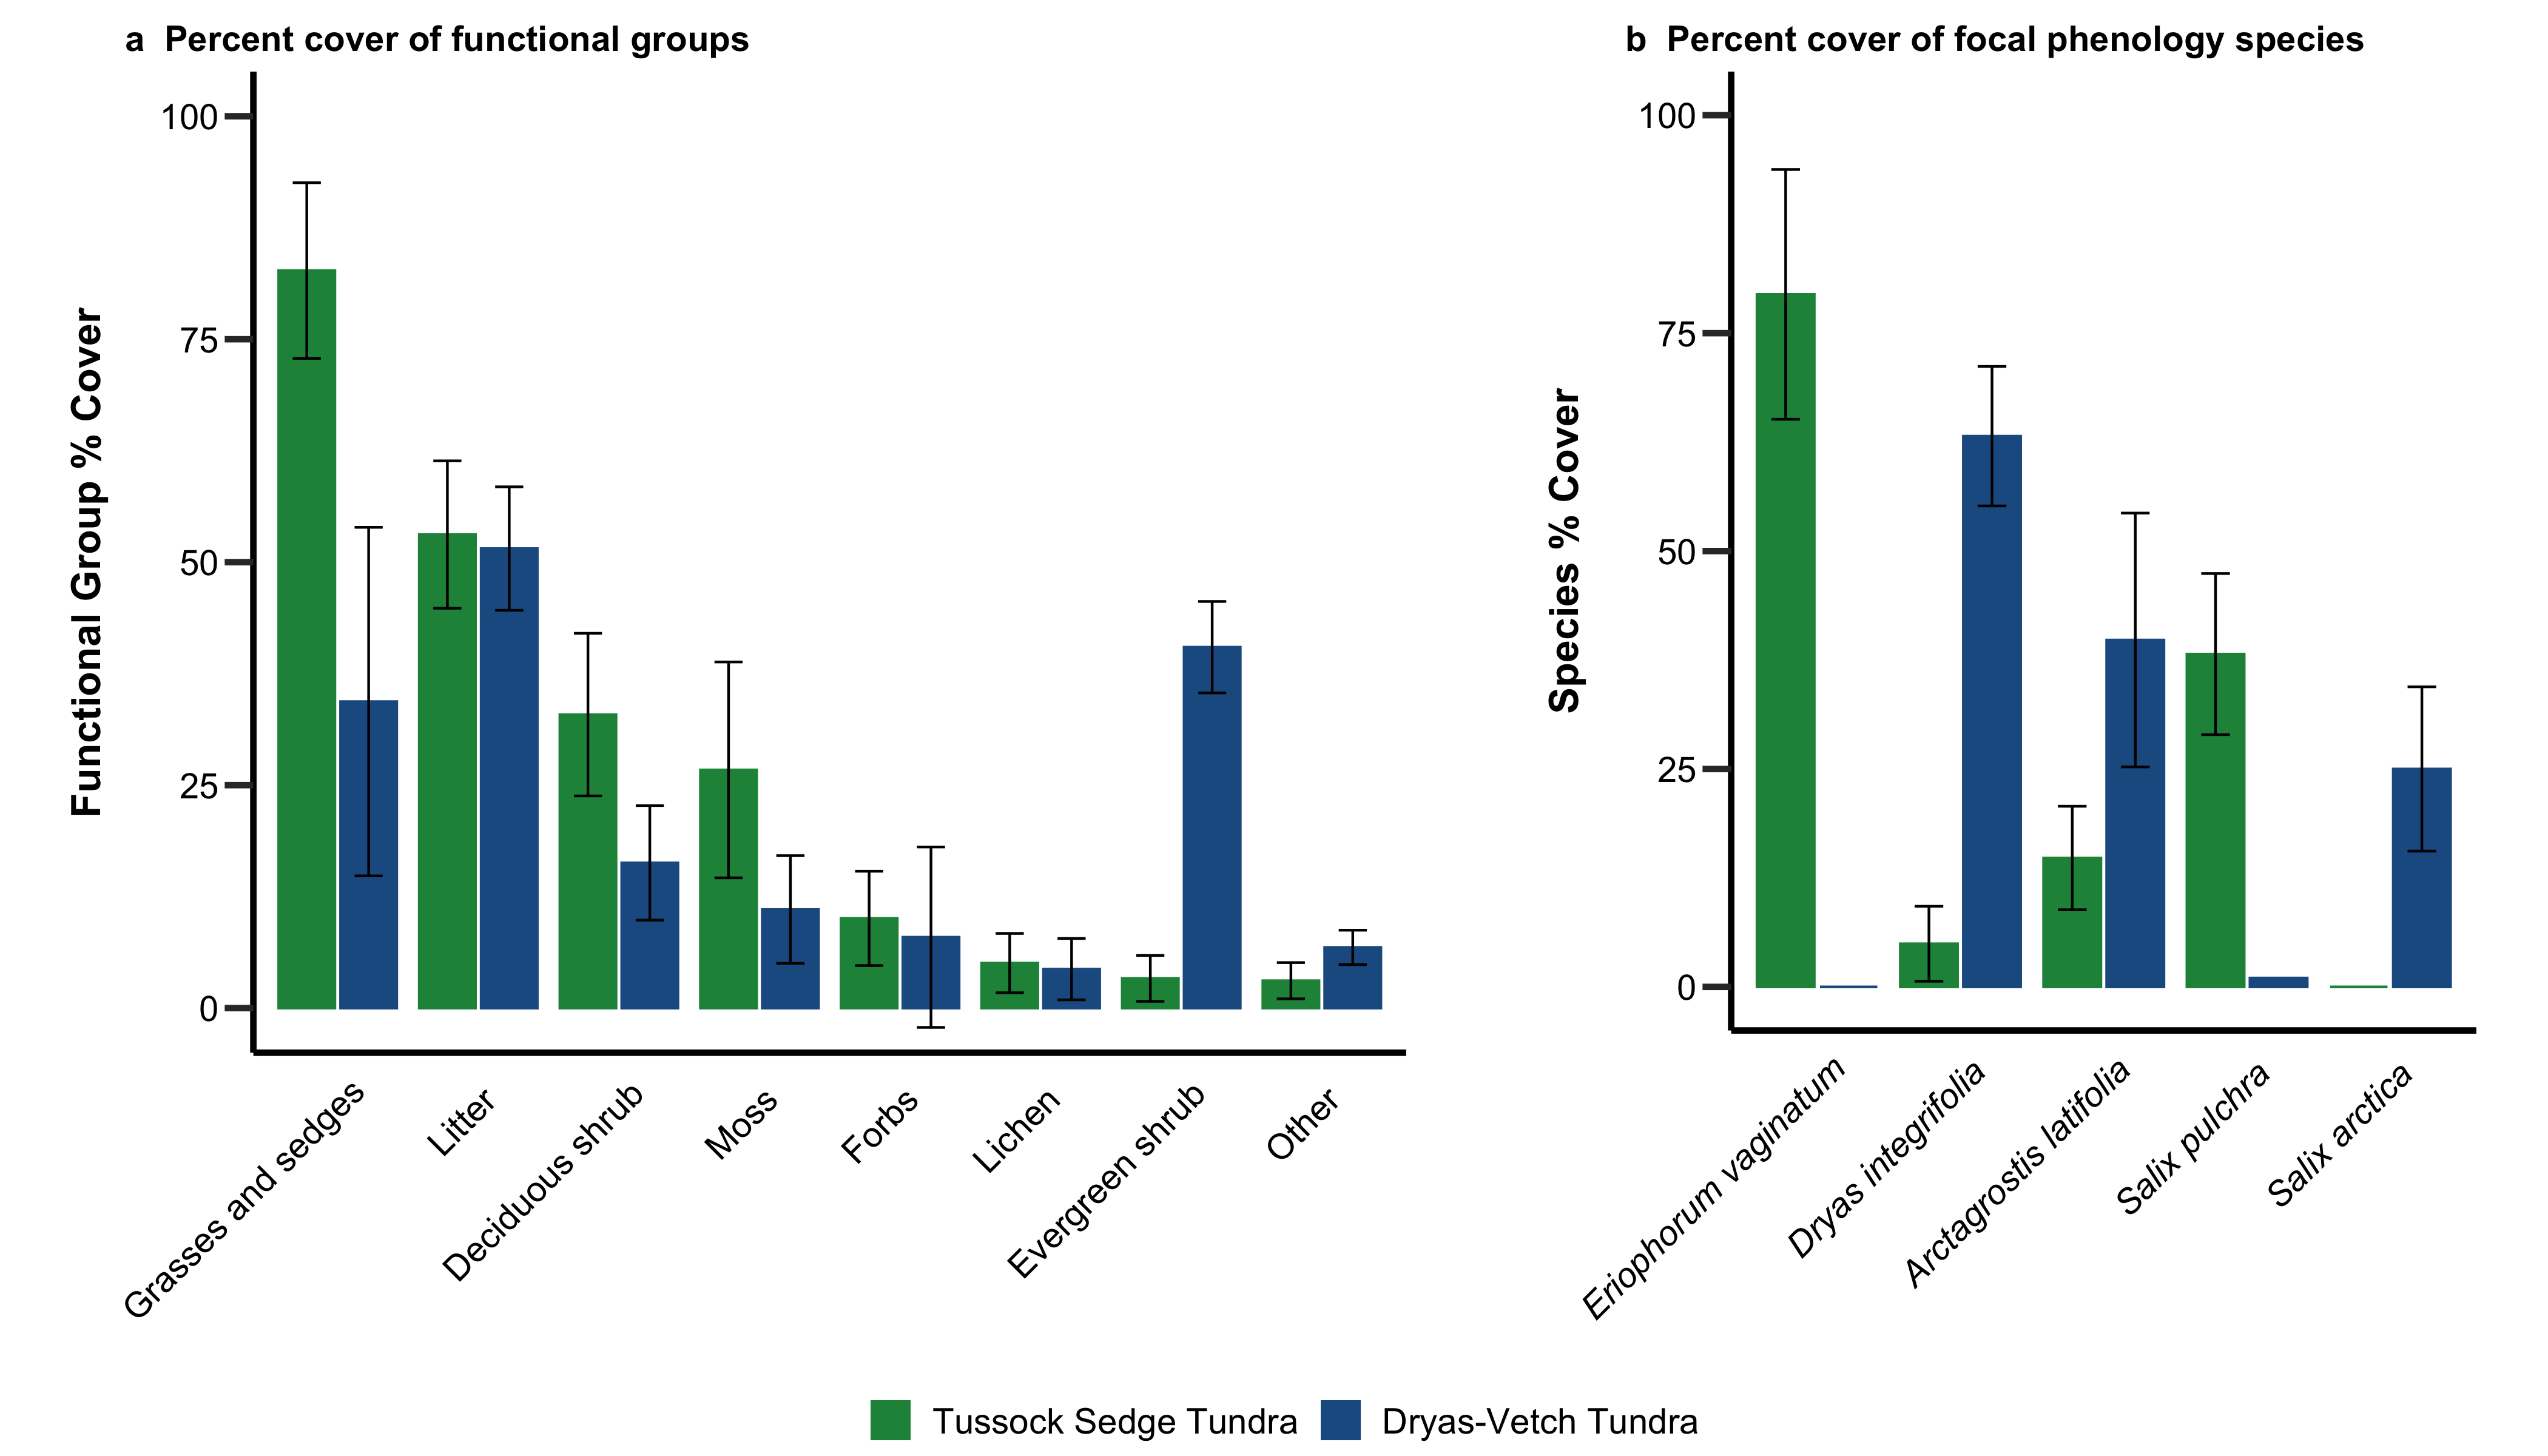 a Percent cover of functional groups
100
75
50
25
0
Functional Group % Cover
Grasses and sedges
Litter
Deciduous shrub
Moss
Forbs
Lichen
Evergreen shrub
Other
b Percent cover of focal phenology species
100
75
50
25
0
Species % Cover
Eriophorum vaginatum
Dryas integrifolia
Arctagrostis latifolia
Salix pulchra
Salix arctica
Tussock Sedge Tundra
Dryas-Vetch Tundra